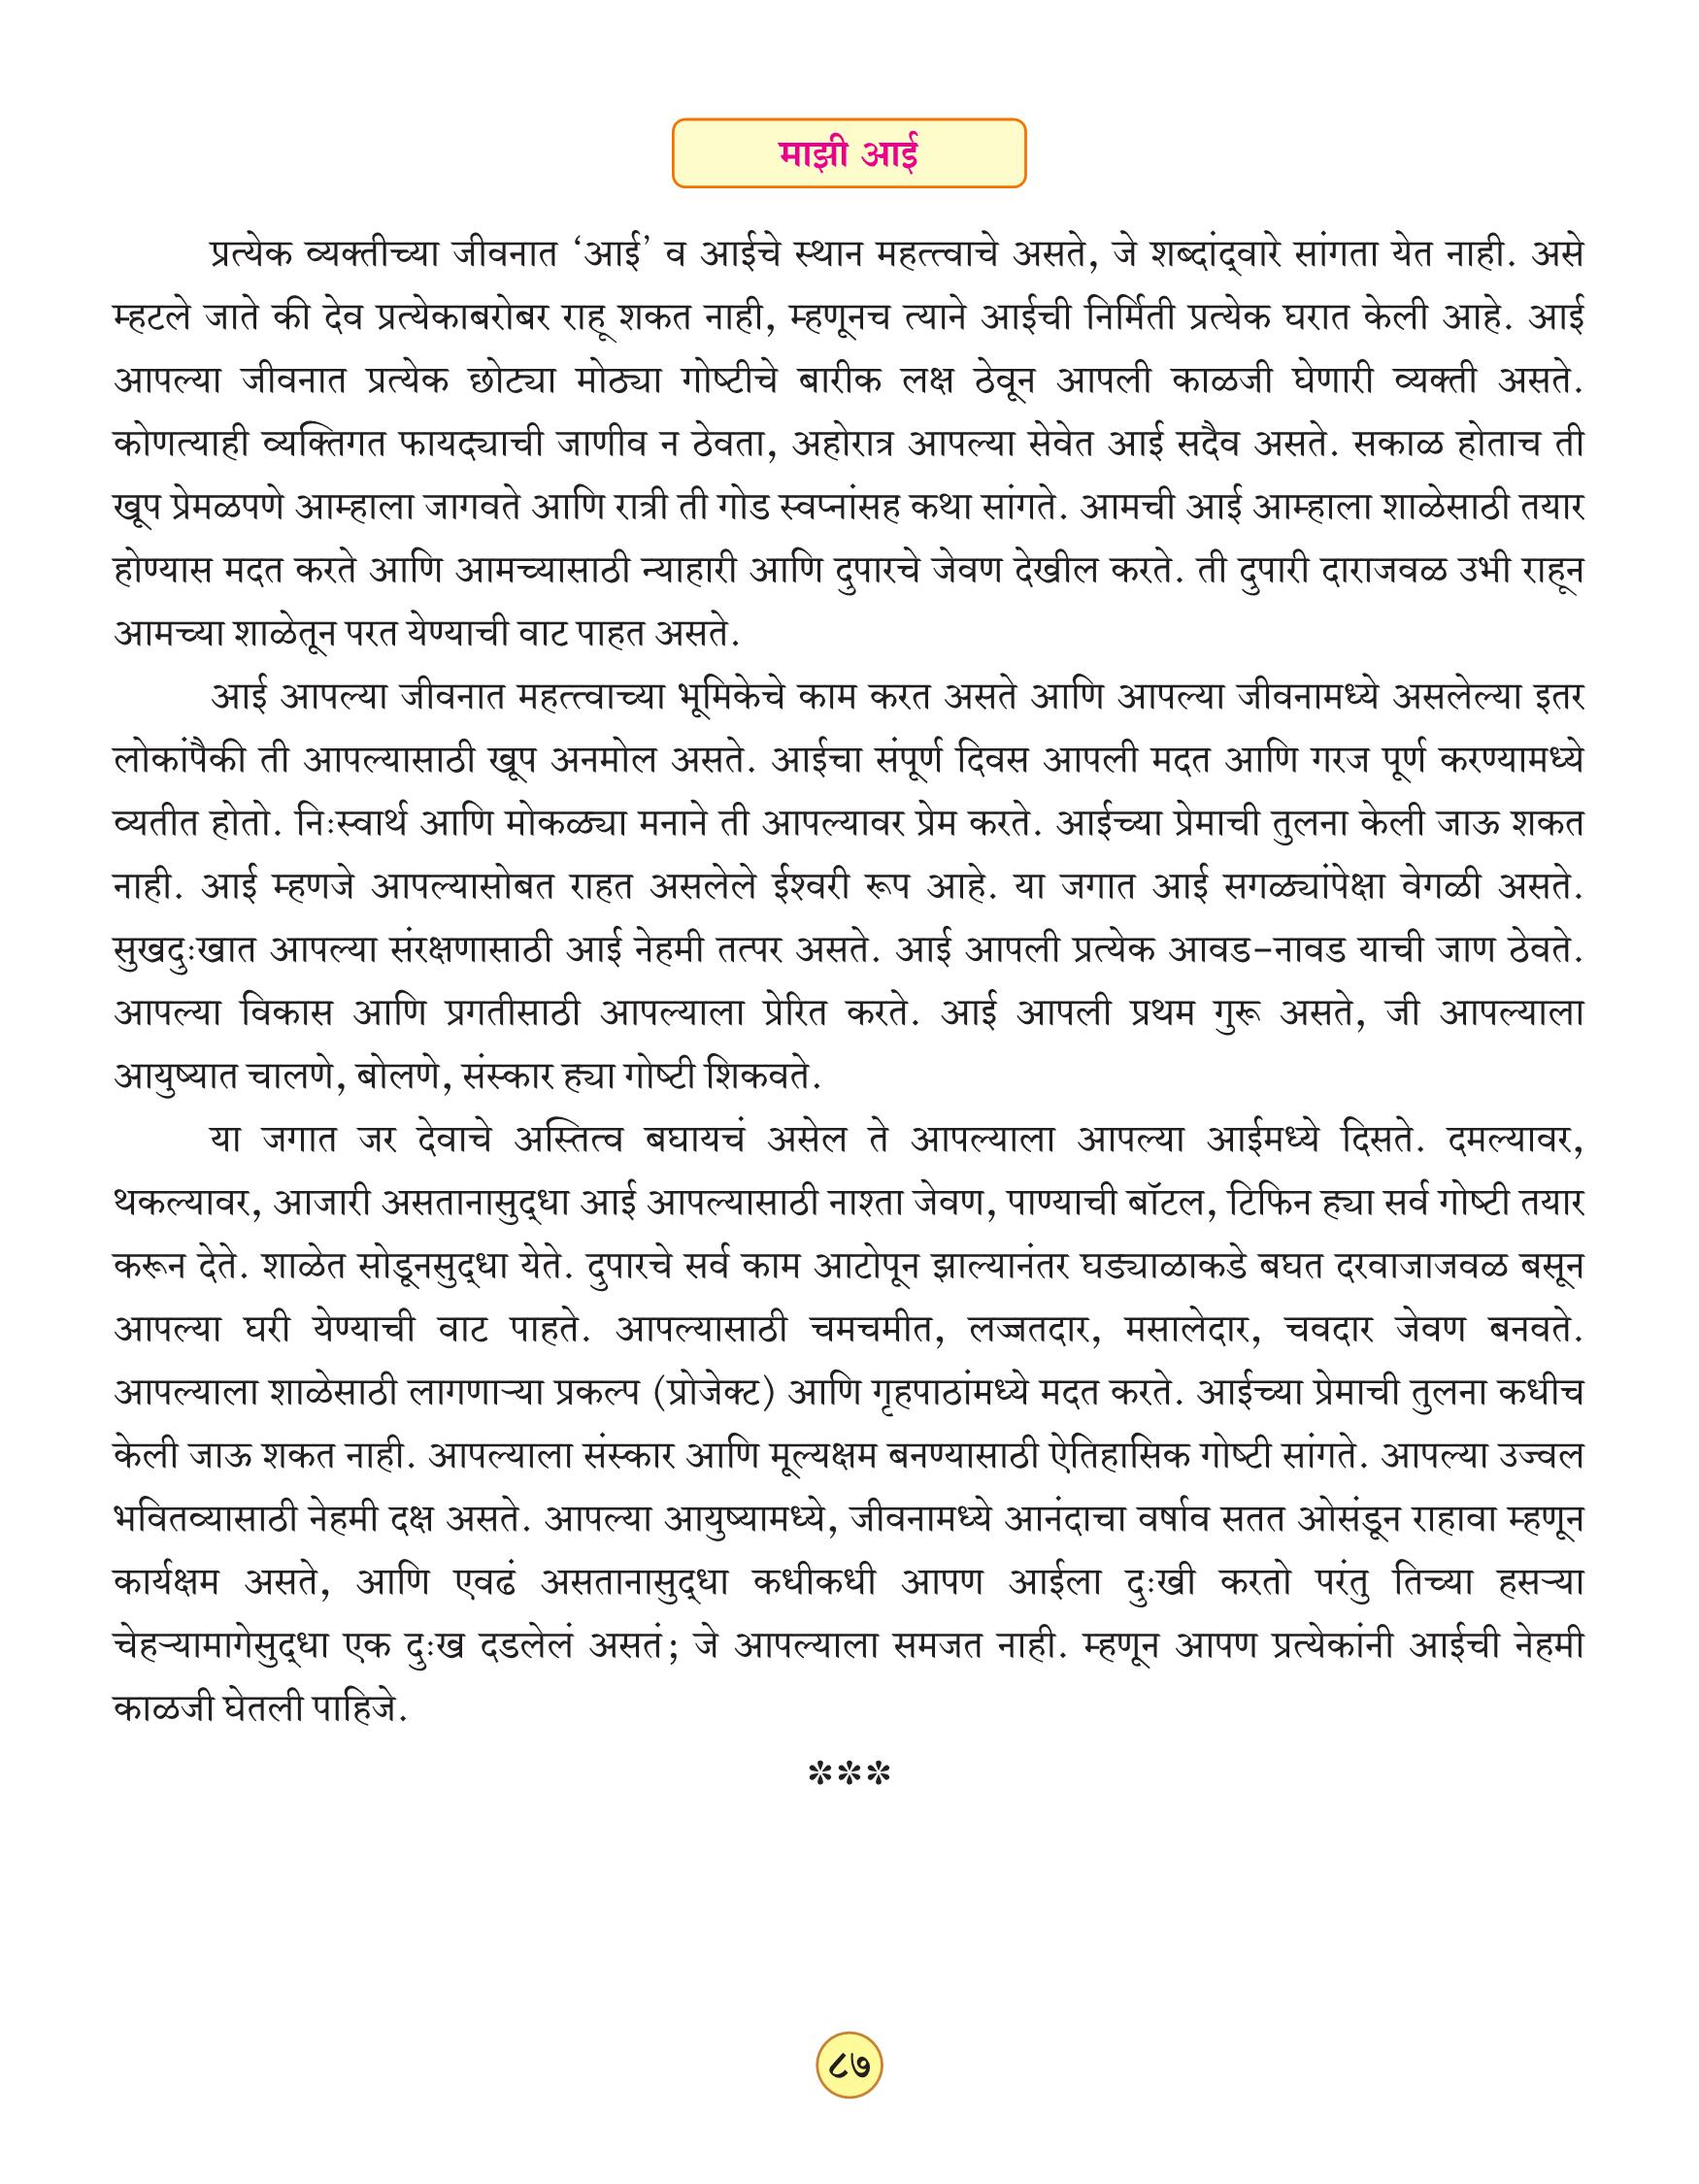 माझी आई
प्रत्येक व्यक्तीच्या जीवनात ‘आई’ व आईचे स्थान महत्त्वाचे असते, जे शब्दांद्वारे सांगता येत नाही. असे
म्हटले जाते की देव प्रत्येकाबरोबर राहू शकत नाही, म्हणूनच त्याने आईची निर्मिती प्रत्येक घरात केली आहे. आई
आपल्या जीवनात प्रत्येक छोट्या मोठ्या गोष्टीचे बारीक लक्ष ठेवून आपली काळजी घेणारी व्यक्ती असते.
कोणत्याही व्यक्तिगत फायद्याची जाणीव न ठेवता, अहोरात्र आपल्या सेवेत आई सदैव असते. सकाळ होताच ती
खूप प्रेमळपणे आम्हाला जागवते आणि रात्री ती गोड स्वप्नांसह कथा सांगते. आमची आई आम्हाला शाळेसाठी तयार
होण्यास मदत करते आणि आमच्यासाठी न्याहारी आणि दुपारचे जेवण देखील करते. ती दुपारी दाराजवळ उभी राहून
आमच्या शाळेतून परत येण्याची वाट पाहत असते.
आई आपल्या जीवनात महत्त्वाच्या भूमिकेचे काम करत असते आणि आपल्या जीवनामध्ये असलेल्या इतर
लोकांपैकी ती आपल्यासाठी खूप अनमोल असते. आईचा संपूर्ण दिवस आपली मदत आणि गरज पूर्ण करण्यामध्ये
व्यतीत होतो. निःस्वार्थ आणि मोकळ्या मनाने ती आपल्यावर प्रेम करते. आईच्या प्रेमाची तुलना केली जाऊ शकत
नाही. आई म्हणजे आपल्यासोबत राहत असलेले ईश्वरी रूप आहे. या जगात आई सगळ्यांपेक्षा वेगळी असते.
सुखदुःखात आपल्या संरक्षणासाठी आई नेहमी तत्पर असते. आई आपली प्रत्येक आवड-नावड याची जाण ठेवते.
आपल्या विकास आणि प्रगतीसाठी आपल्याला प्रेरित करते. आई आपली प्रथम गुरू असते, जी आपल्याला
आयुष्यात चालणे, बोलणे, संस्कार ह्या गोष्टी शिकवते.
या जगात जर देवाचे अस्तित्व बघायचं असेल ते आपल्याला आपल्या आईमध्ये दिसते. दमल्यावर,
थकल्यावर, आजारी असतानासुद्धा आई आपल्यासाठी नाश्ता जेवण, पाण्याची बॉटल, टिफिन ह्या सर्व गोष्टी तयार
करून देते. शाळेत सोडूनसुद्धा येते. दुपारचे सर्व काम आटोपून झाल्यानंतर घड्याळाकडे बघत दरवाजाजवळ बसून
आपल्या घरी येण्याची वाट पाहते. आपल्यासाठी चमचमीत, लज्जतदार, मसालेदार, चवदार जेवण बनवते.
आपल्याला शाळेसाठी लागणाऱ्या प्रकल्प (प्रोजेक्ट) आणि गृहपाठांमध्ये मदत करते. आईच्या प्रेमाची तुलना कधीच
केली जाऊ शकत नाही. आपल्याला संस्कार आणि मूल्यक्षम बनण्यासाठी ऐतिहासिक गोष्टी सांगते. आपल्या उज्वल
भवितव्यासाठी नेहमी दक्ष असते. आपल्या आयुष्यामध्ये, जीवनामध्ये आनंदाचा वर्षाव सतत ओसंडून राहावा म्हणून
कार्यक्षम असते, आणि एवढं असतानासुद्धा कधीकधी आपण आईला दुःखी करतो परंतु तिच्या हसऱ्या
चेहऱ्यामागेसुद्धा एक दुःख दडलेलं असतं; जे आपल्याला समजत नाही. म्हणून आपण प्रत्येकांनी आईची नेहमी
काळजी घेतली पाहिजे.
***
८७